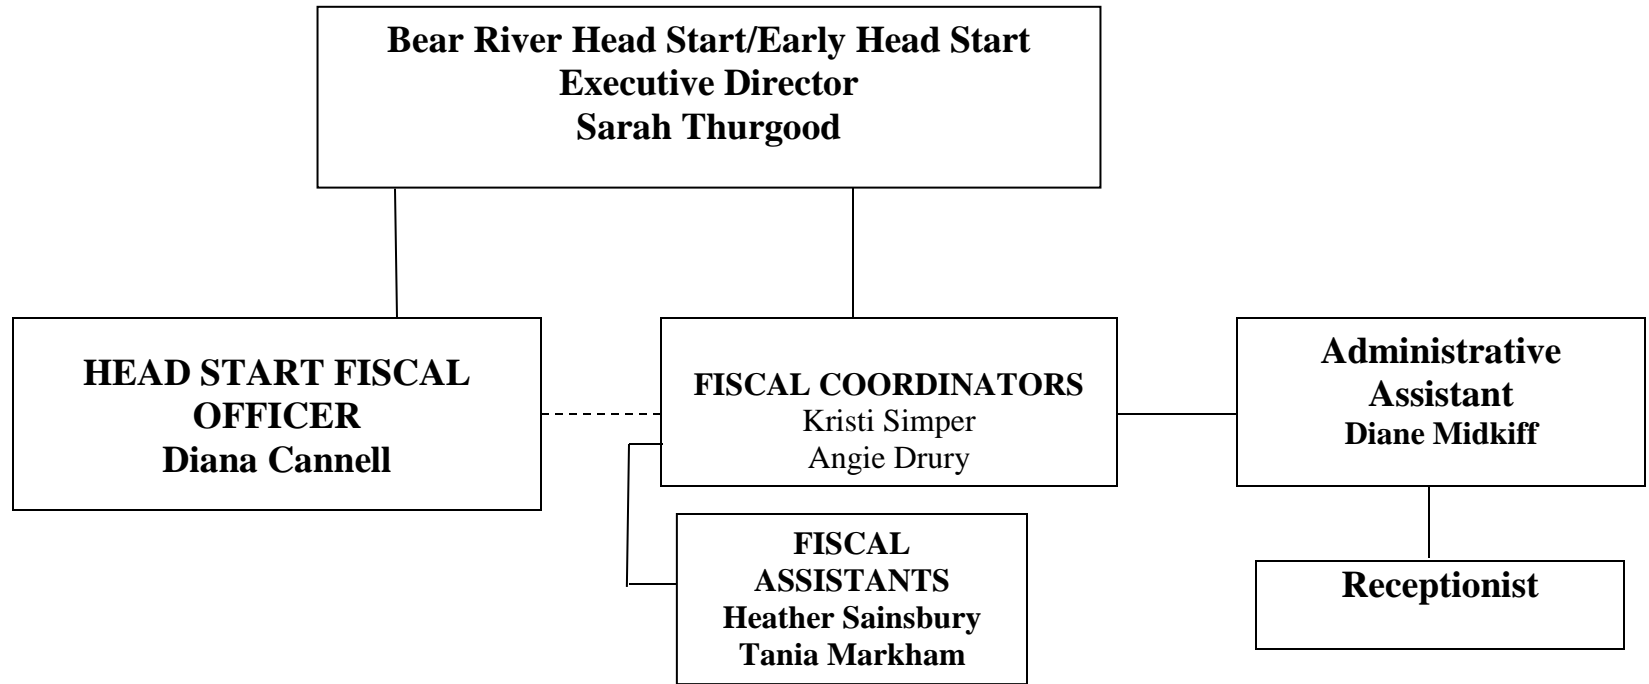 Bear River Head Start/Early Head Start
Executive Director
Sarah Thurgood
HEAD START FISCAL
OFFICER
Diana Cannell
FISCAL COORDINATORS
Kristi Simper
Angie Drury
Administrative
Assistant
Diane Midkiff
FISCAL
ASSISTANTS
Heather Sainsbury
Tania Markham
Receptionist